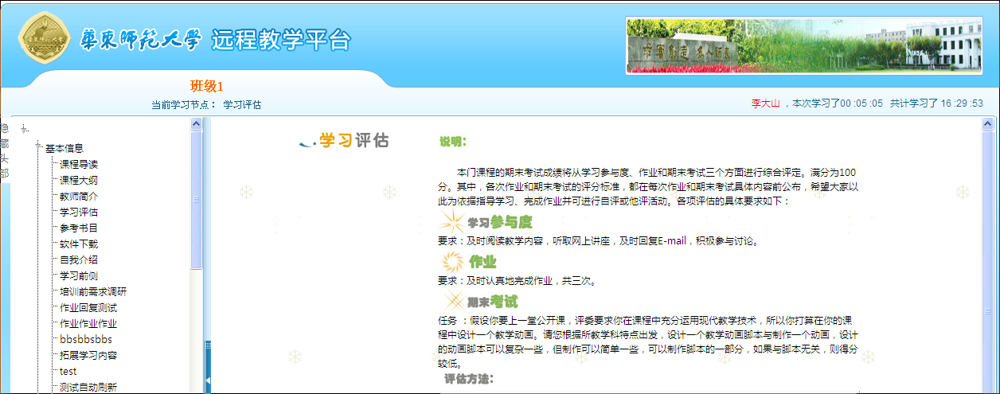 華東師范大学 远程教学平台
班级1
当前学习节点： 学习评估
李大山 ，本次学习了00 :05 :05 共计学习了 16 :29 :53
隐藏头部
基本信息
课程导读
课程大纲
教师简介
学习评估
参考书目
软件下载
自我介绍
学习前侧
培训前需求调研
作业回复测试
作业作业作业
bbsbbsbbs
拓展学习内容
test
测试自动刷新
学习评估
说明：
本门课程的期末考试成绩将从学习参与度、作业和期末考试三个方面进行综合评定。满分为100
分。其中，各次作业和期末考试的评分标准，都在每次作业和期末考试具体内容前公布，希望大家以
此为依据指导学习、完成作业并可进行自评或他评活动。各项评估的具体要求如下：
学习参与度
要求：及时阅读教学内容，听取网上讲座，及时回复E-mail，积极参与讨论。
作业
要求：及时认真地完成作业，共三次。
期末考试
任务 ：假设你要上一堂公开课，评委要求你在课程中充分运用现代教学技术，所以你打算在你的课
程中设计一个教学动画。请您根据所教学科特点出发，设计一个教学动画脚本与制作一个动画，设计
的动画脚本可以复杂一些，但制作可以简单一些，可以制作脚本的一部分，如果与脚本无关，则得分
较低。
评估方法：